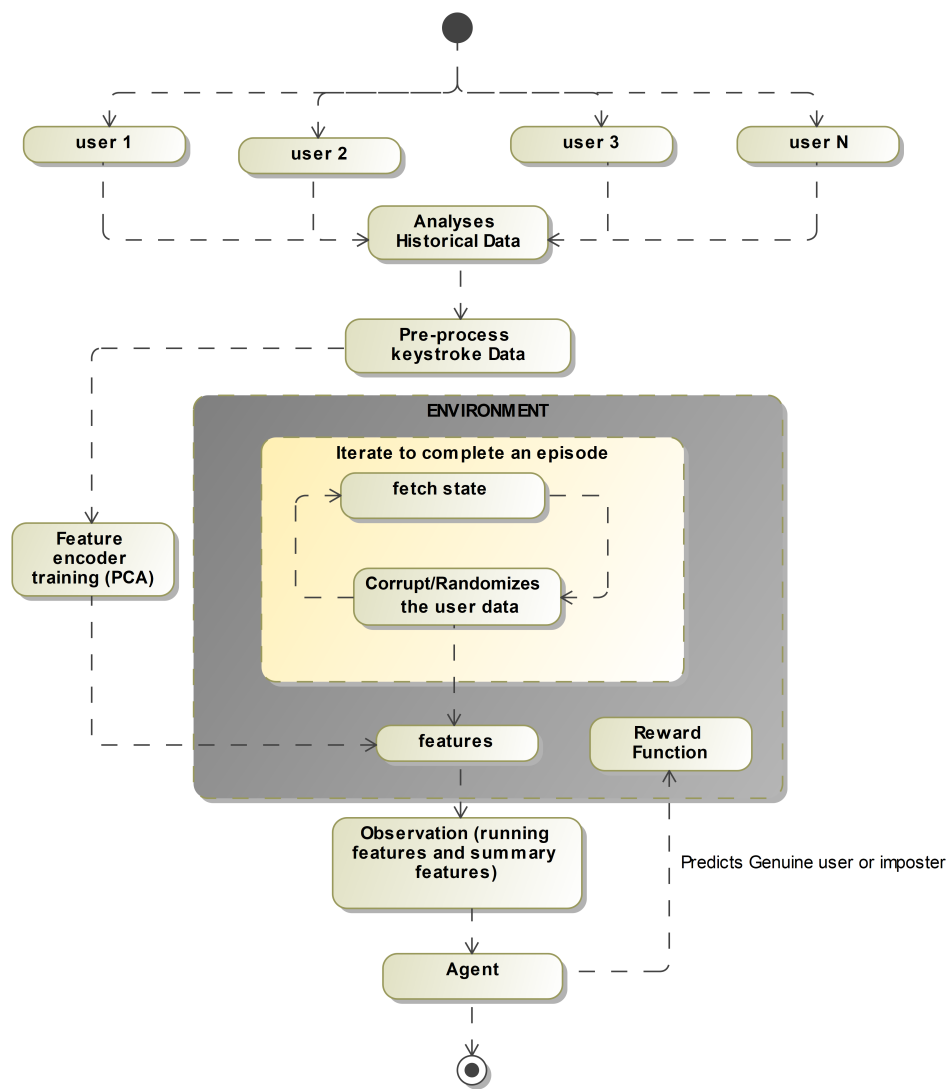 user 1
user 2
user 3
user N
Analyses
Historical Data
Pre-process
keystroke Data
ENVIRONMENT
Iterate to complete an episode
fetch state
Feature
encoder
training (PCA)
Corrupt/Randomizes
the user data
features
Reward
Function
Observation (running
features and summary
features)
Predicts Genuine user or imposter
Agent